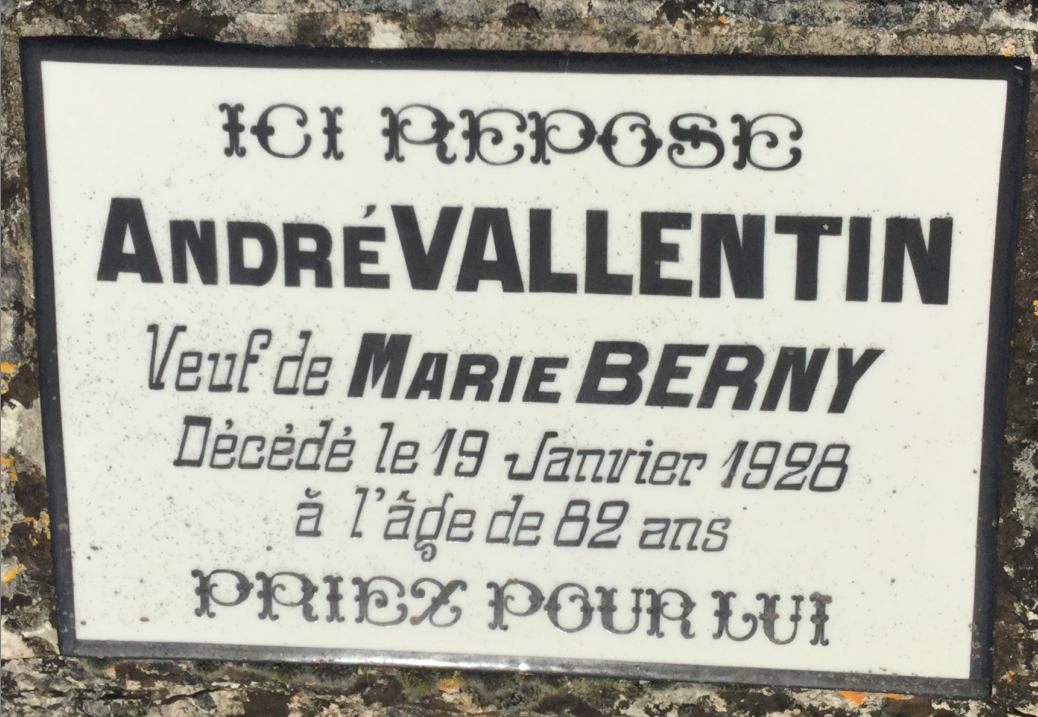 ICI REPOSE
ANDRÉ VALLENTIN
Veuf de MARIE BERNY
Décédé le 19 Janvier 1928
à l'âge de 82 ans
PRIEZ POUR LUI